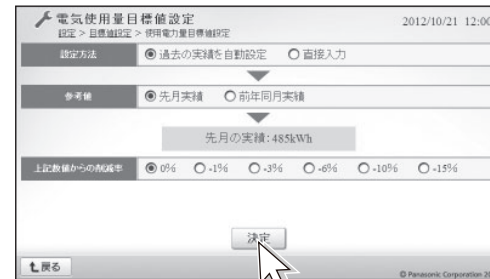 電気使用量目標値設定
2012/10/21 12:00
設定 > 目標値設定 > 使用電力量目標値設定
設定方法 過去の実績を自動設定 直接入力
参考値 先月実績 前年同月実績
先月の実績：485kWh
上記数値からの削減率 0% -1% -3% -6% -10% -15%
決定
戻る
© Panasonic Corporation 20